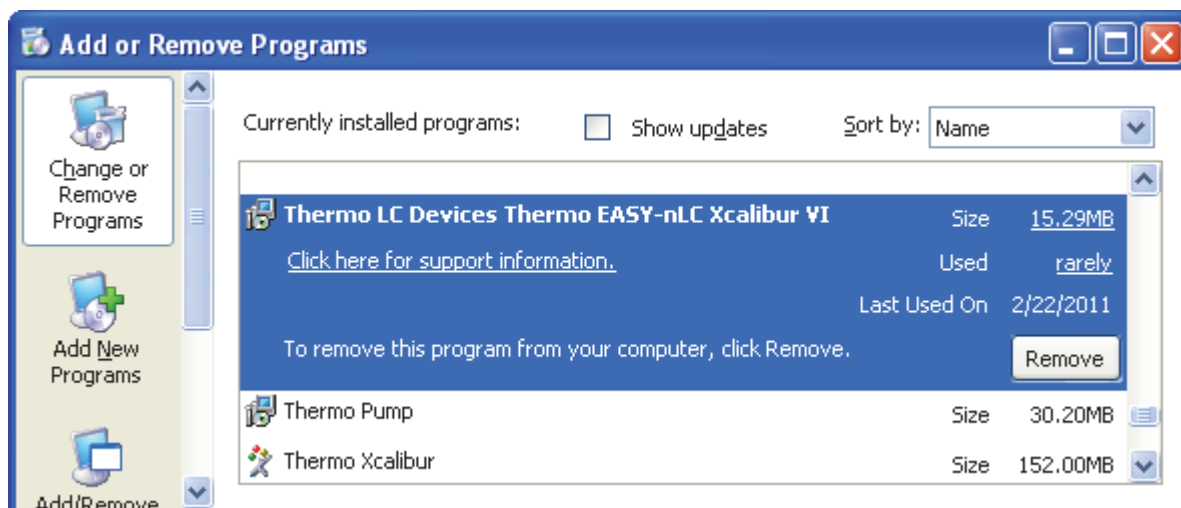 Add or Remove Programs
Change or
Remove
Programs
Add New
Programs
Add/Remove
Currently installed programs:
Show updates
Sort by: Name
Thermo LC Devices Thermo EASY-nLC Xcalibur VI Size 15.29MB
Click here for support information. Used rarely
Last Used On 2/22/2011
To remove this program from your computer, click Remove. Remove
Thermo Pump Size 30.20MB
Thermo Xcalibur Size 152.00MB